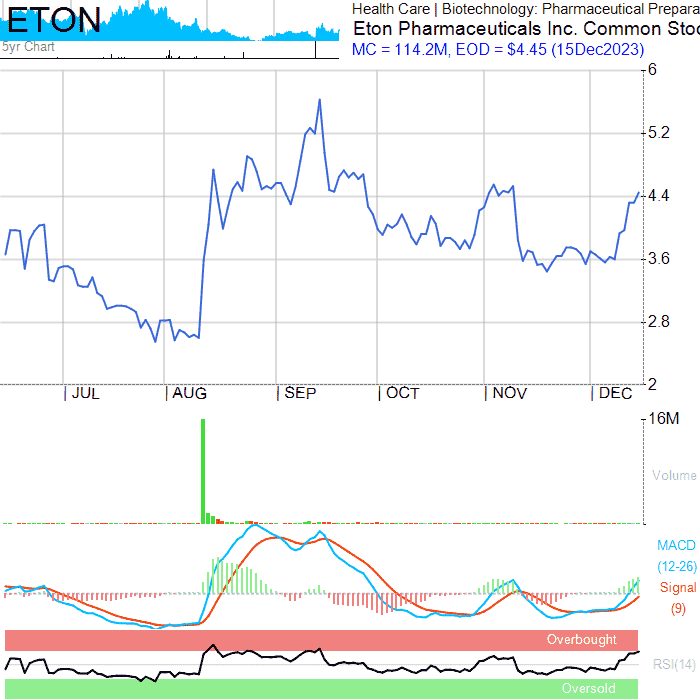 ETON
5yr Chart
Health Care | Biotechnology: Pharmaceutical Prepara
Eton Pharmaceuticals Inc. Common Stoc
MC = 114.2M, EOD = $4.45 (15Dec2023)
6
5.2
4.4
3.6
2.8
2
JUL AUG SEP OCT NOV DEC
16M
Volume
MACD
(12-26)
Signal
(9)
Overbought
RSI(14)
Oversold